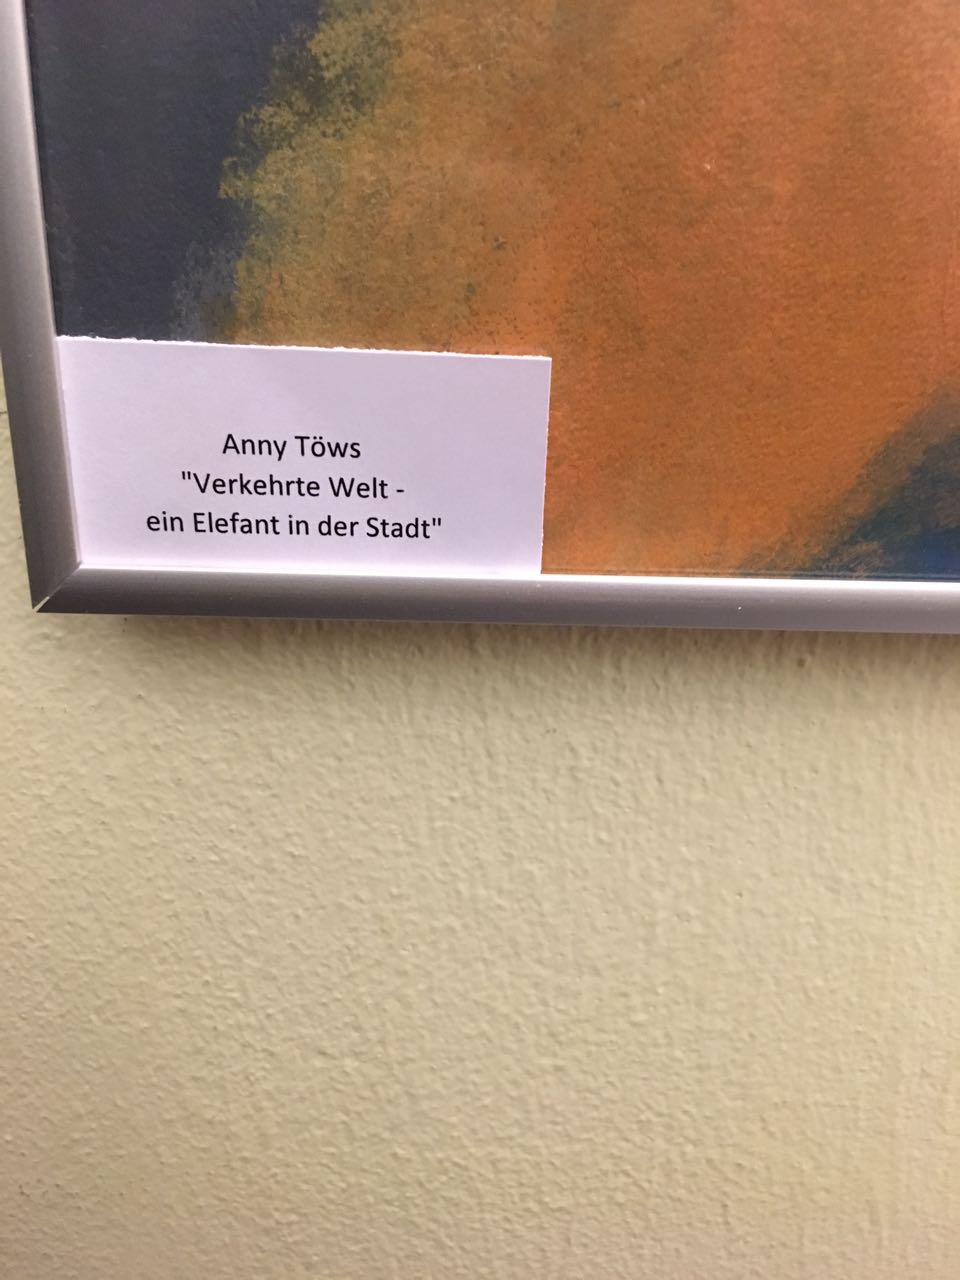 Anny Töws
"Verkehrte Welt -
ein Elefant in der Stadt"